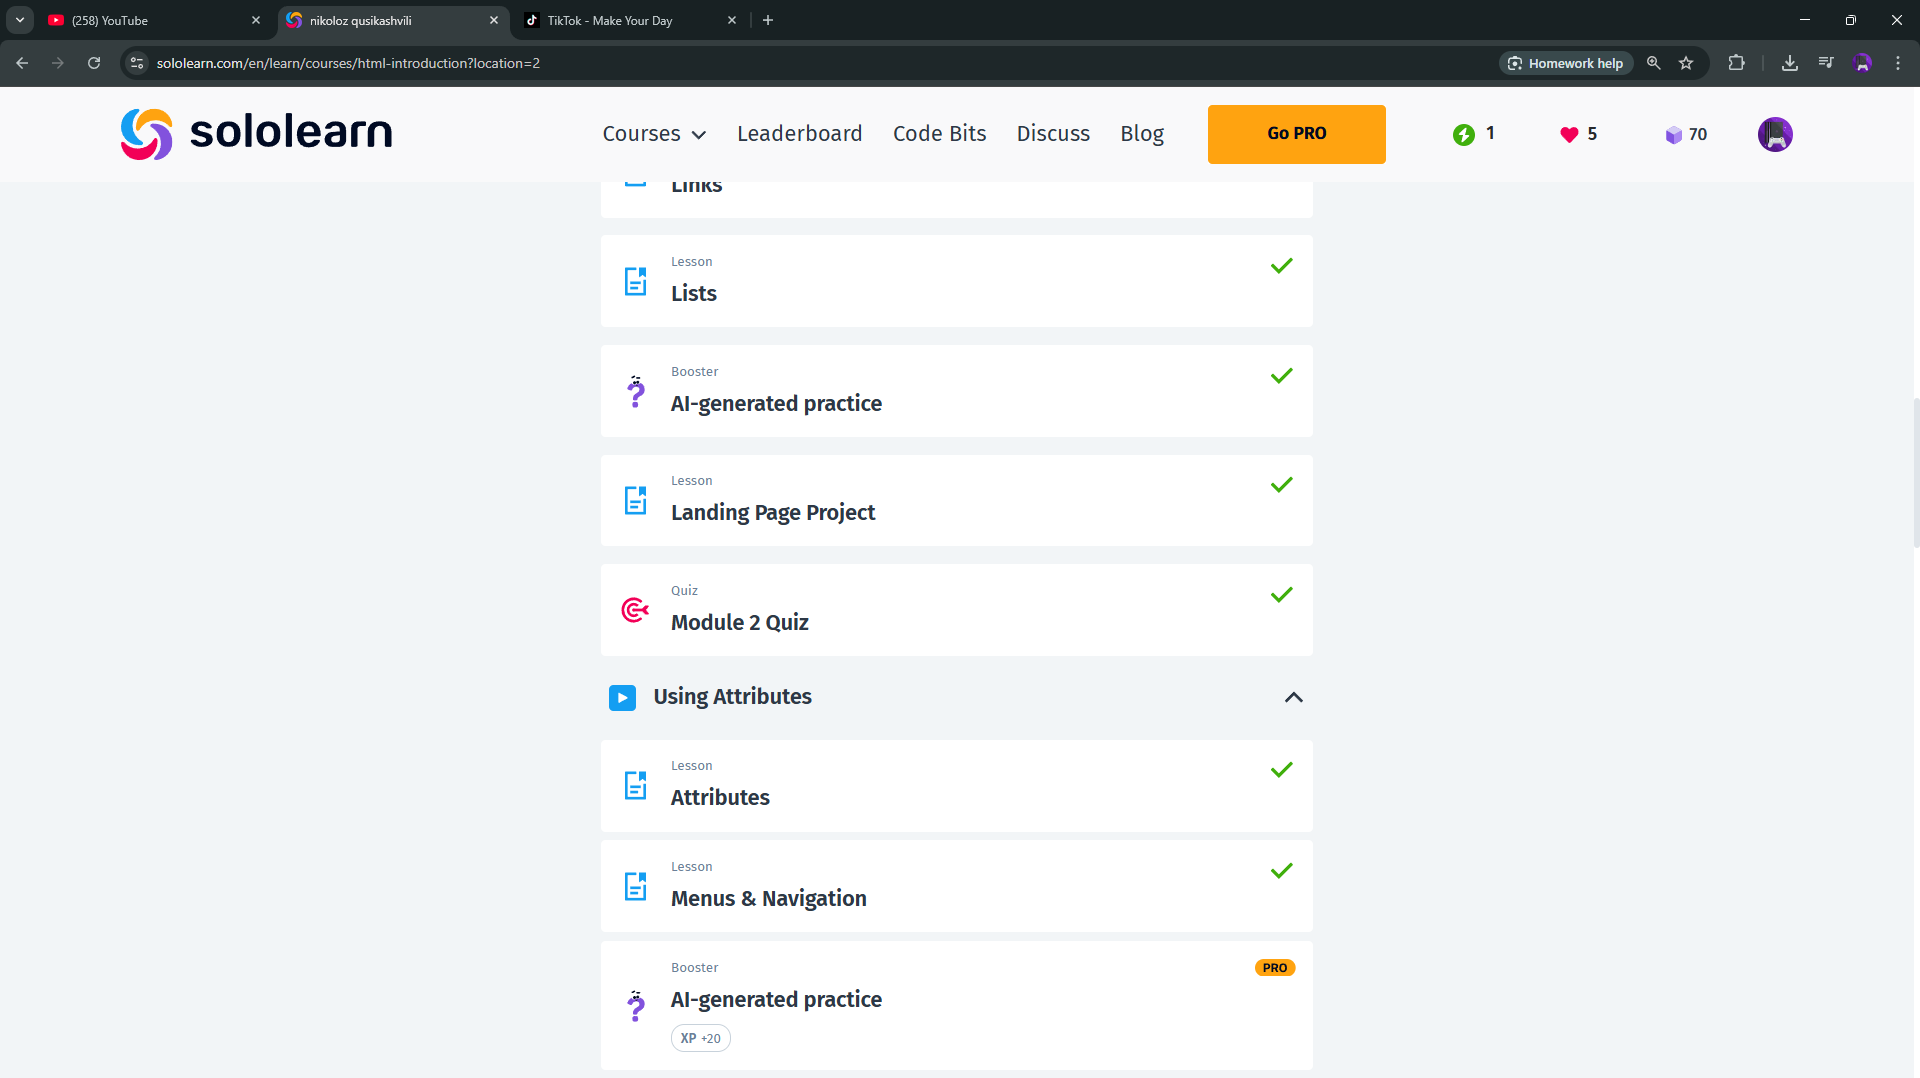 (258) YouTube
nikoloz qusikashvili
TikTok - Make Your Day
sololearn.com/en/learn/courses/html-introduction?location=2
Homework help
sololearn
Courses
Leaderboard
Code Bits
Discuss
Blog
Go PRO
1
5
70
Links
Lesson
Lists
Booster
AI-generated practice
Lesson
Landing Page Project
Quiz
Module 2 Quiz
Using Attributes
Lesson
Attributes
Lesson
Menus & Navigation
Booster
PRO
AI-generated practice
XP +20